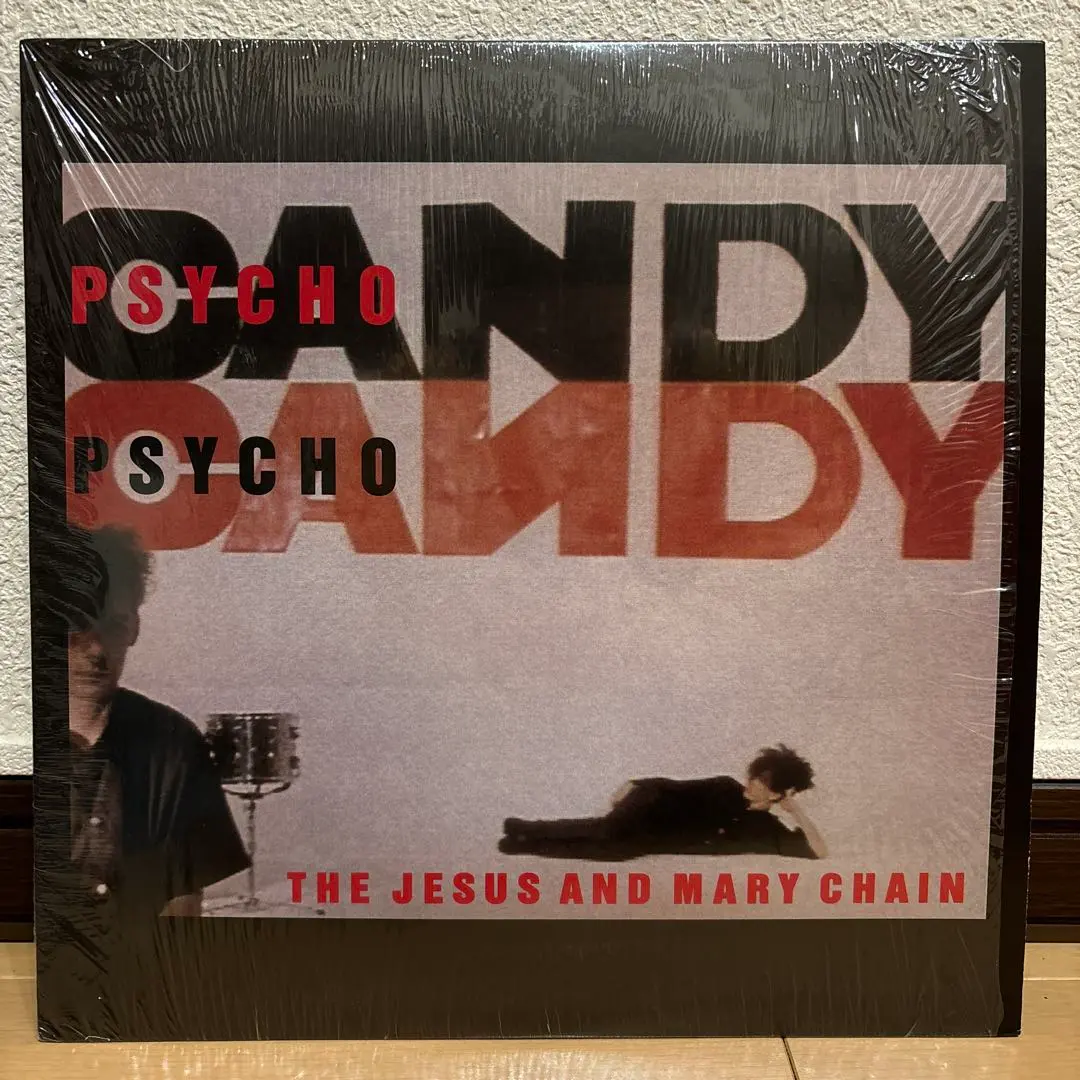 CANDY
PSYCHO
CANDY
PSYCHO
THE JESUS AND MARY CHAIN